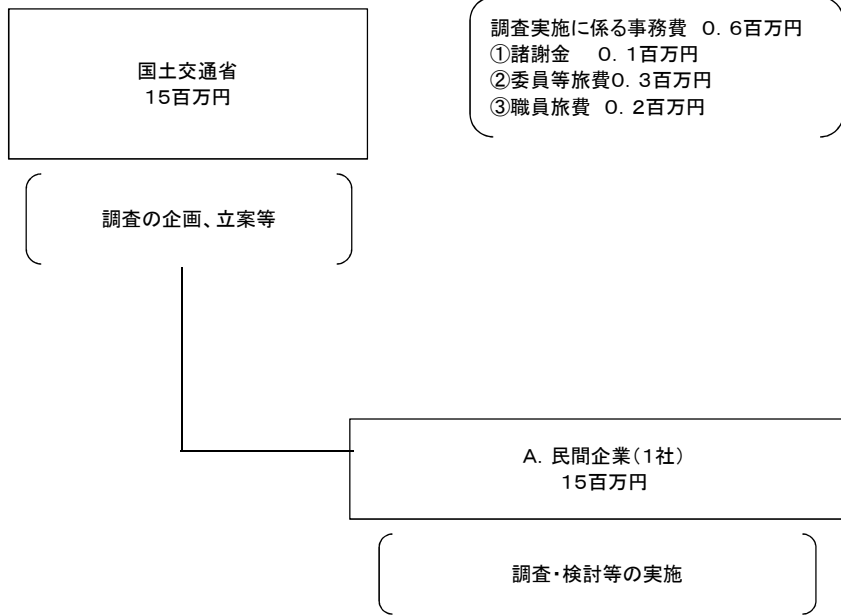 国土交通省
15百万円
調査実施に係る事務費 0.6百万円
①諸謝金 0.1百万円
②委員等旅費0.3百万円
③職員旅費 0.2百万円
調査の企画、立案等
A.民間企業(1社)
15百万円
調査・検討等の実施